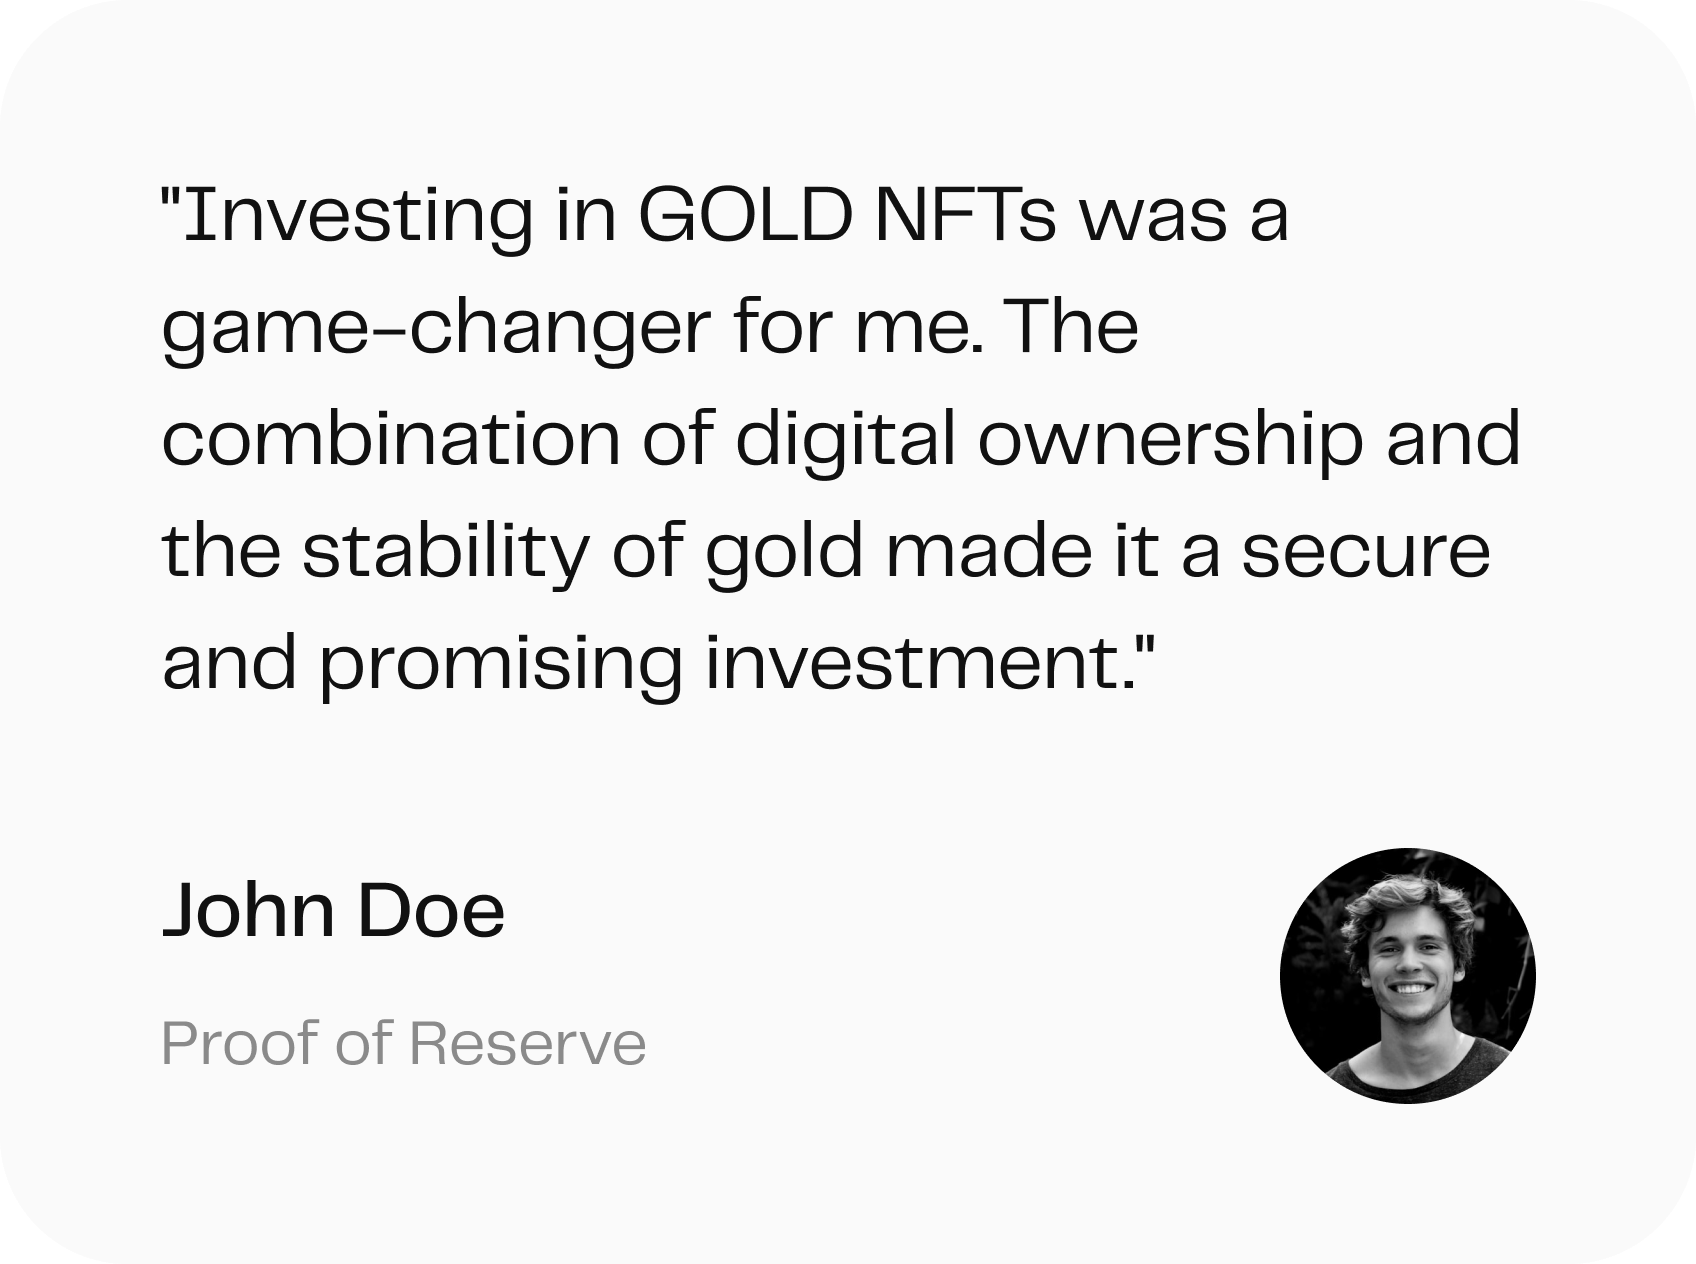 "Investing in GOLD NFTs was a
game-changer for me. The
combination of digital ownership and
the stability of gold made it a secure
and promising investment."
John Doe
Proof of Reserve